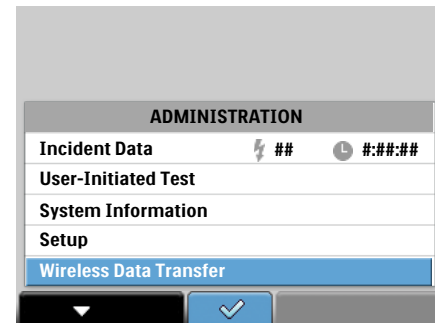 ADMINISTRATION
Incident Data ## #:##:##
User-Initiated Test
System Information
Setup
Wireless Data Transfer